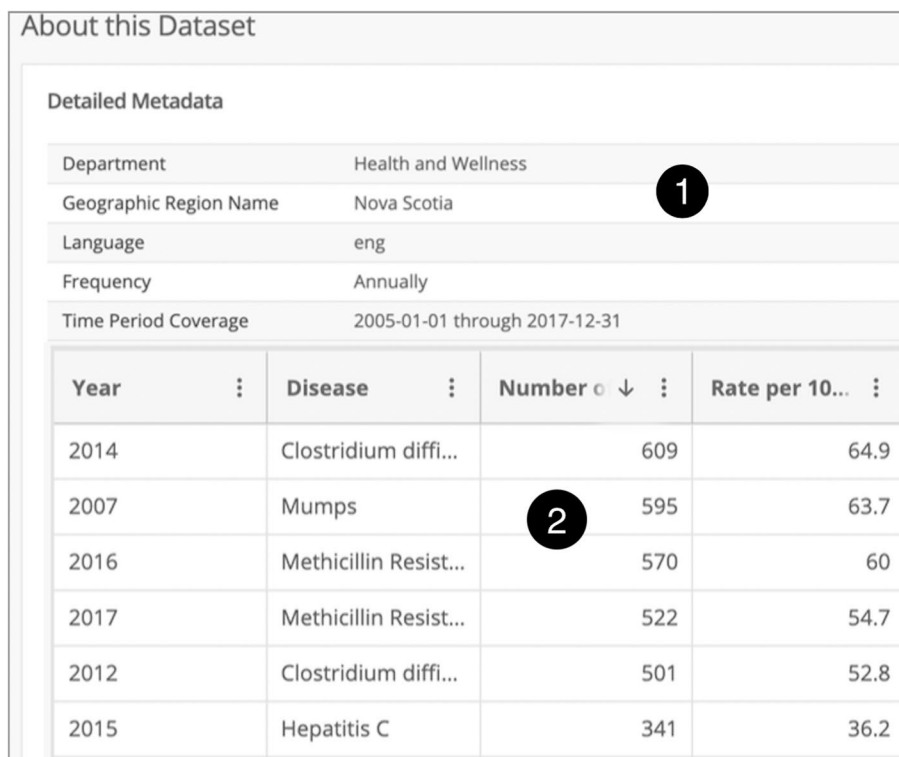 About this Dataset
Detailed Metadata
Department Health and Wellness
1
Geographic Region Name Nova Scotia
Language eng
Frequency Annually
Time Period Coverage 2005-01-01 through 2017-12-31
Year Disease Number o Rate per 10...
2014 Clostridium diffi... 609 64.9
2007 Mumps 595 63.7
2
2016 Methicillin Resist... 570 60
2017 Methicillin Resist... 522 54.7
2012 Clostridium diffi... 501 52.8
2015 Hepatitis C 341 36.2